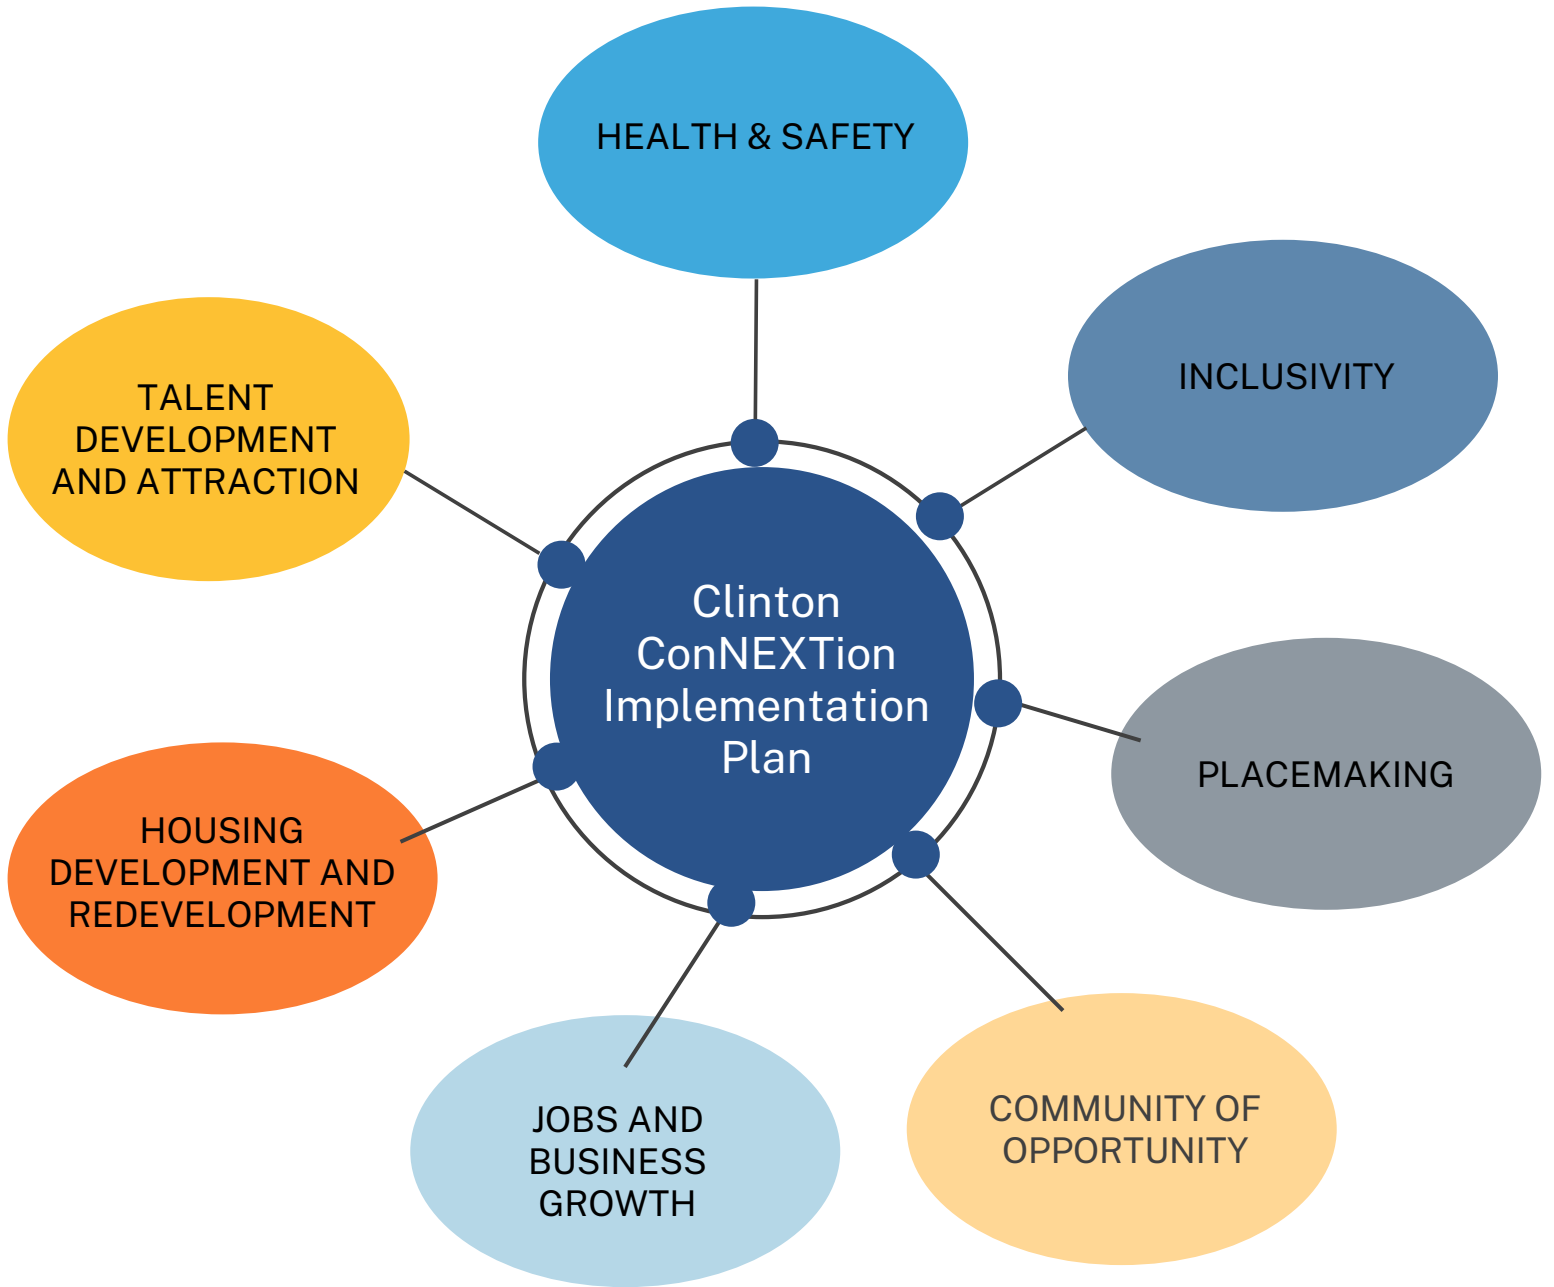 HEALTH & SAFETY
INCLUSIVITY
TALENT
DEVELOPMENT
AND ATTRACTION
Clinton
ConNEXTion
Implementation
Plan
PLACEMAKING
HOUSING
DEVELOPMENT AND
REDEVELOPMENT
JOBS AND
BUSINESS
GROWTH
COMMUNITY OF
OPPORTUNITY